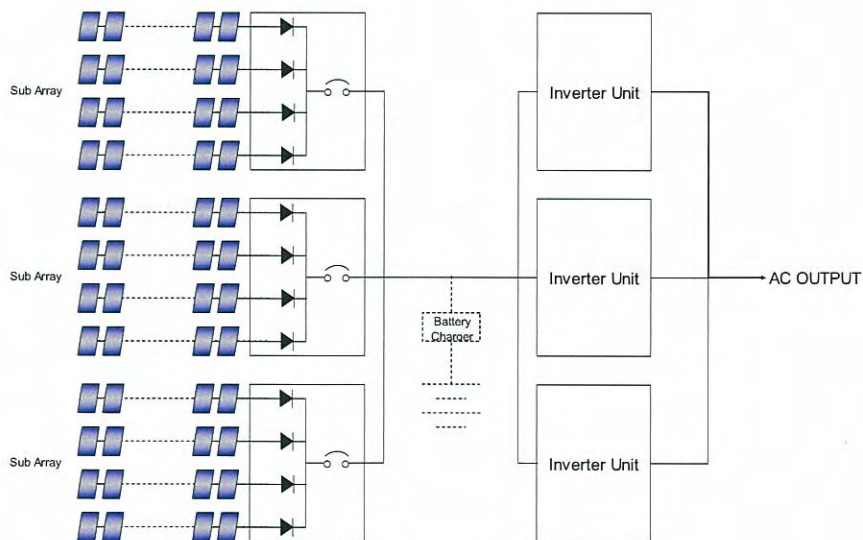 Sub Array
Inverter Unit
Sub Array
Inverter Unit
AC OUTPUT
Battery
Charger
Sub Array
Inverter Unit